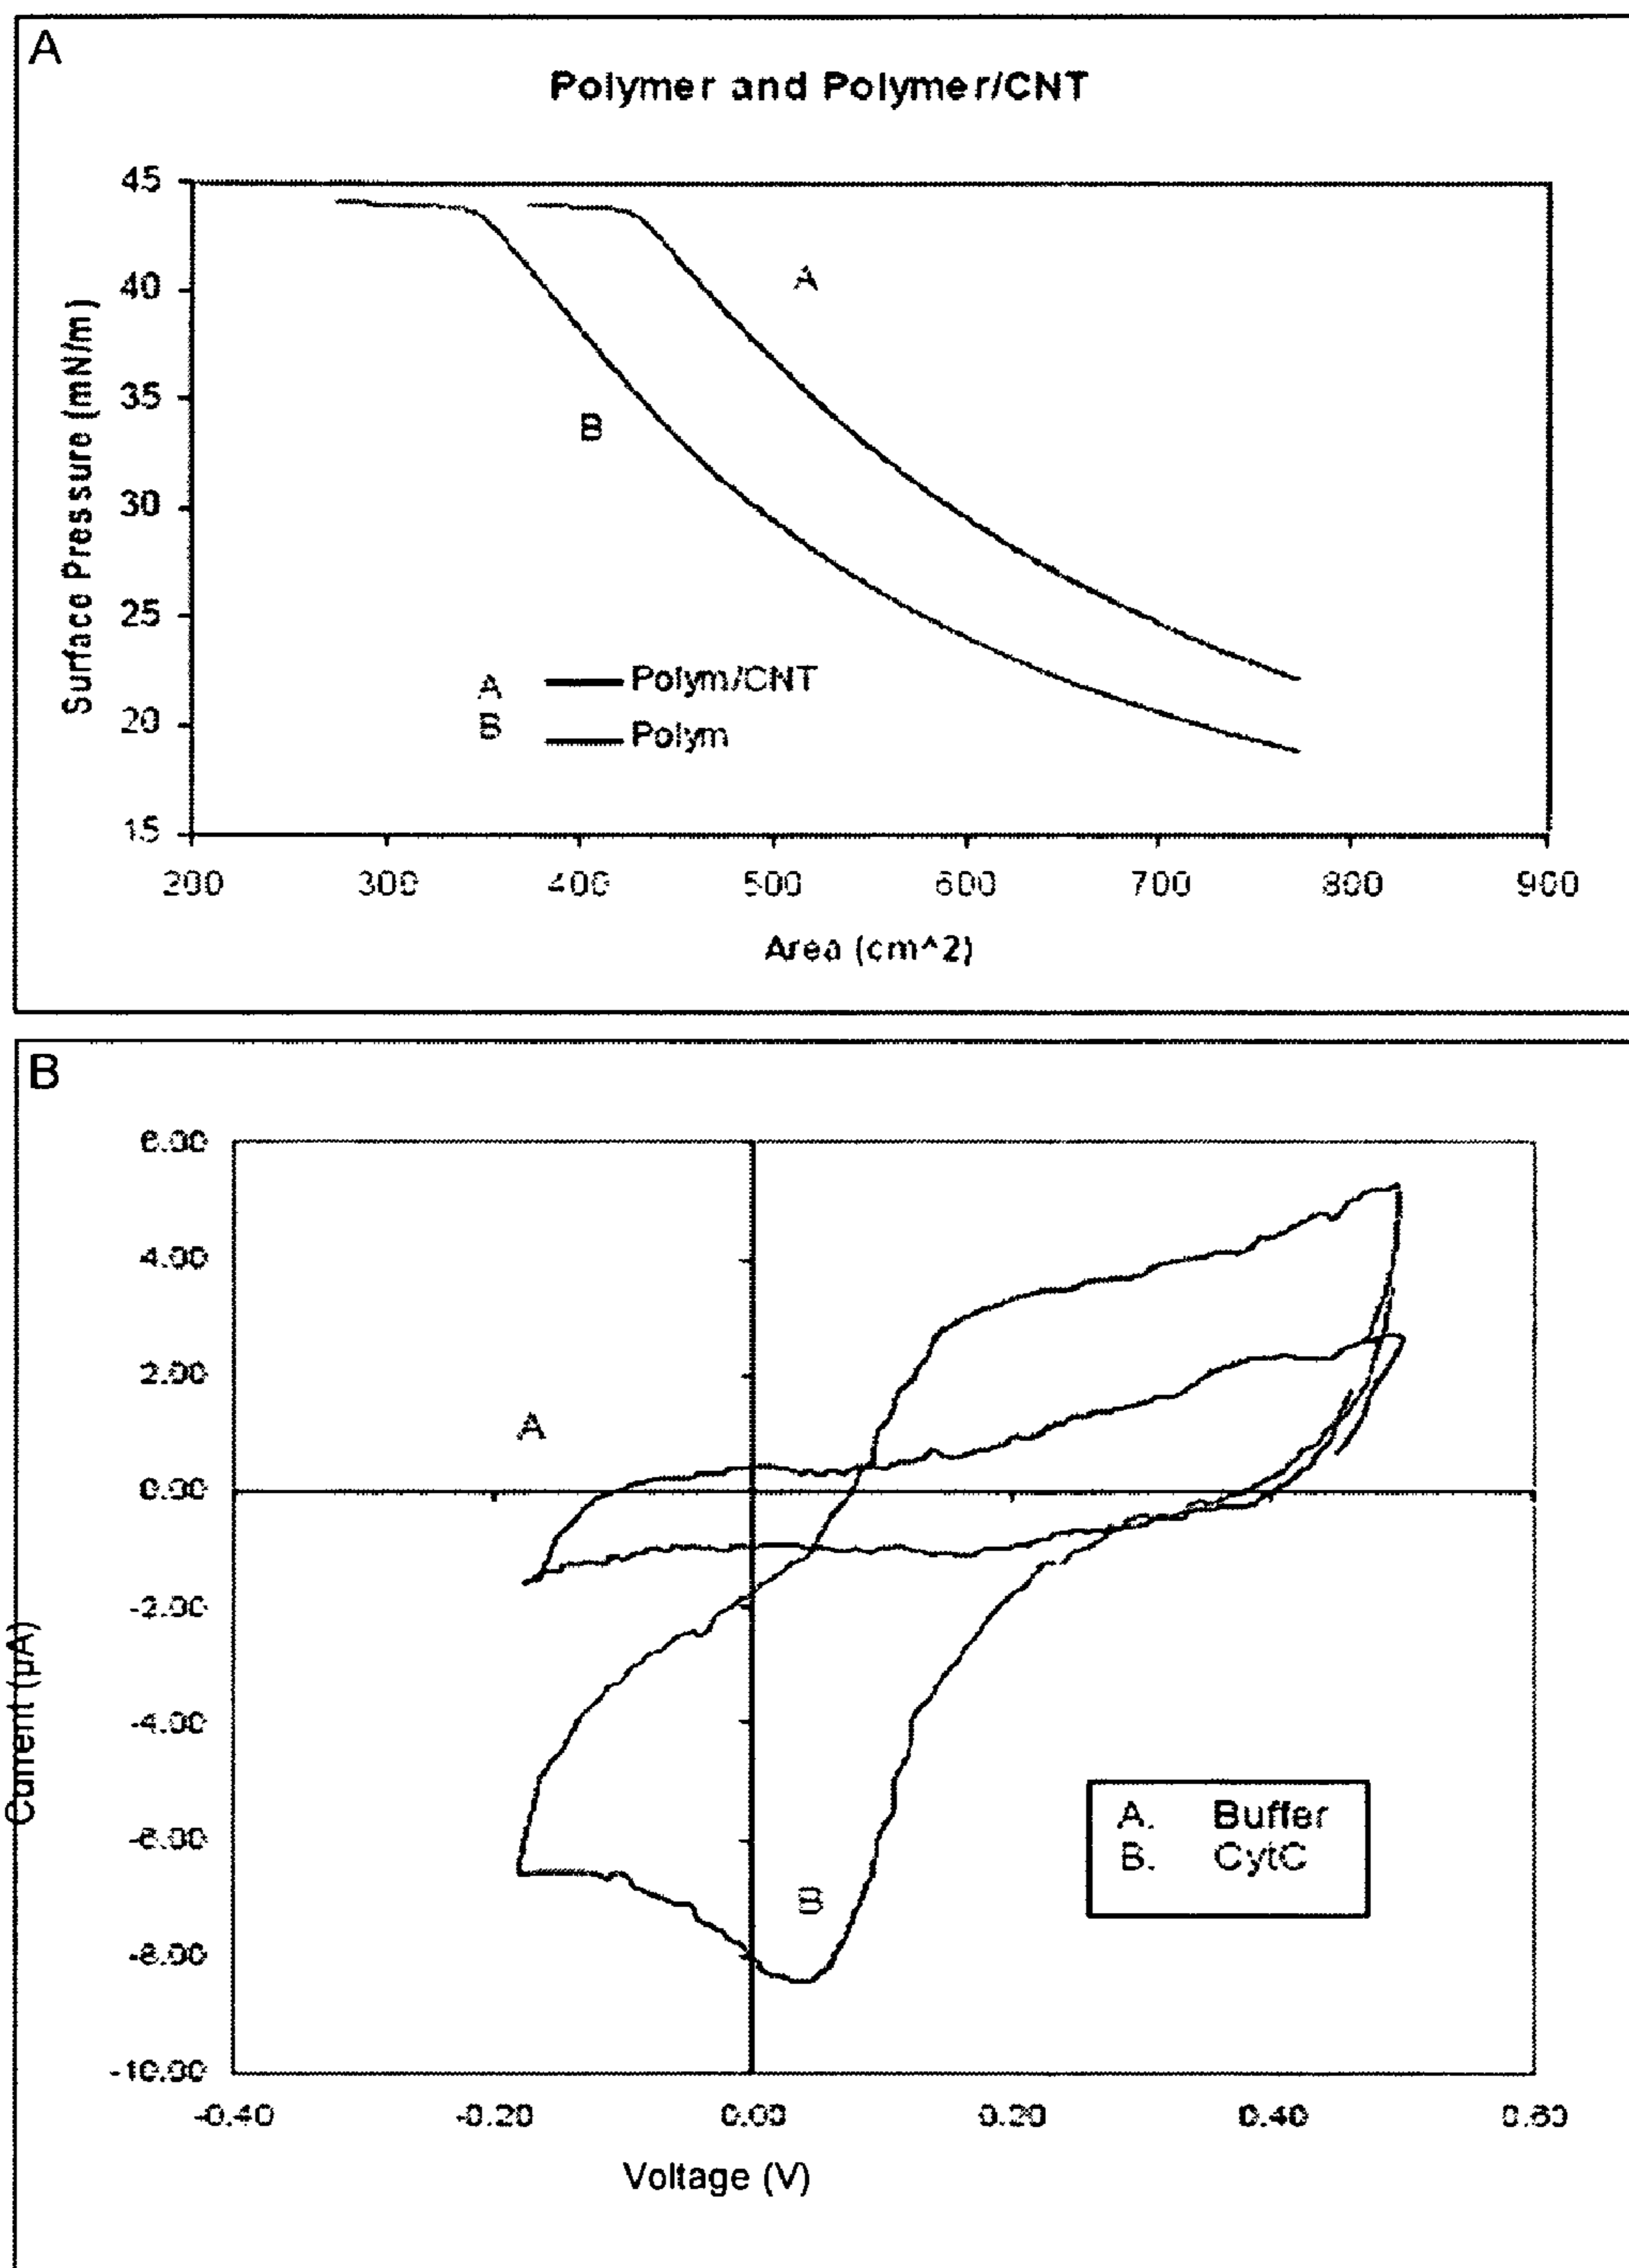 A
Polymer and Polymer/CNT
45
40
35
30
25
20
15
Surface Pressure (mN/m)
A
B
A Polym/CNT
B Polym
200 300 400 500 600 700 800 900
Area (cm^2)
B
6.00
4.00
2.00
0.00
-2.00
-4.00
-6.00
-8.00
-10.00
Current (µA)
A
B
A. Buffer
B. CytC
-0.40 -0.20 0.00 0.20 0.40 0.60
Voltage (V)